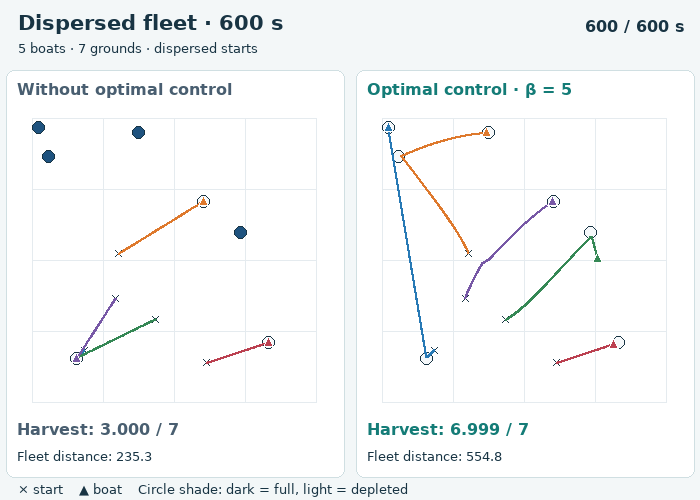 Dispersed fleet · 600 s
600 / 600 s
5 boats · 7 grounds · dispersed starts
Without optimal control
Optimal control · β = 5
Harvest: 3.000 / 7
Harvest: 6.999 / 7
Fleet distance: 235.3
Fleet distance: 554.8
× start ▲ boat Circle shade: dark = full, light = depleted